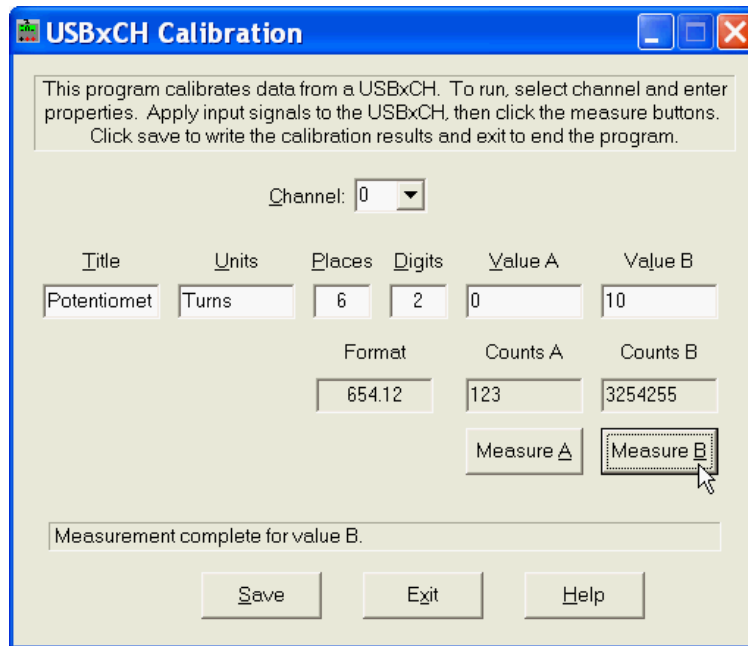 USBxCH Calibration
This program calibrates data from a USBxCH. To run, select channel and enter
properties. Apply input signals to the USBxCH, then click the measure buttons.
Click save to write the calibration results and exit to end the program.
Channel: 0
Title Units Places Digits Value A Value B
Potentiomet Turns 6 2 0 10
Format Counts A Counts B
654.12 123 3254255
Measure A Measure B
Measurement complete for value B.
Save Exit Help